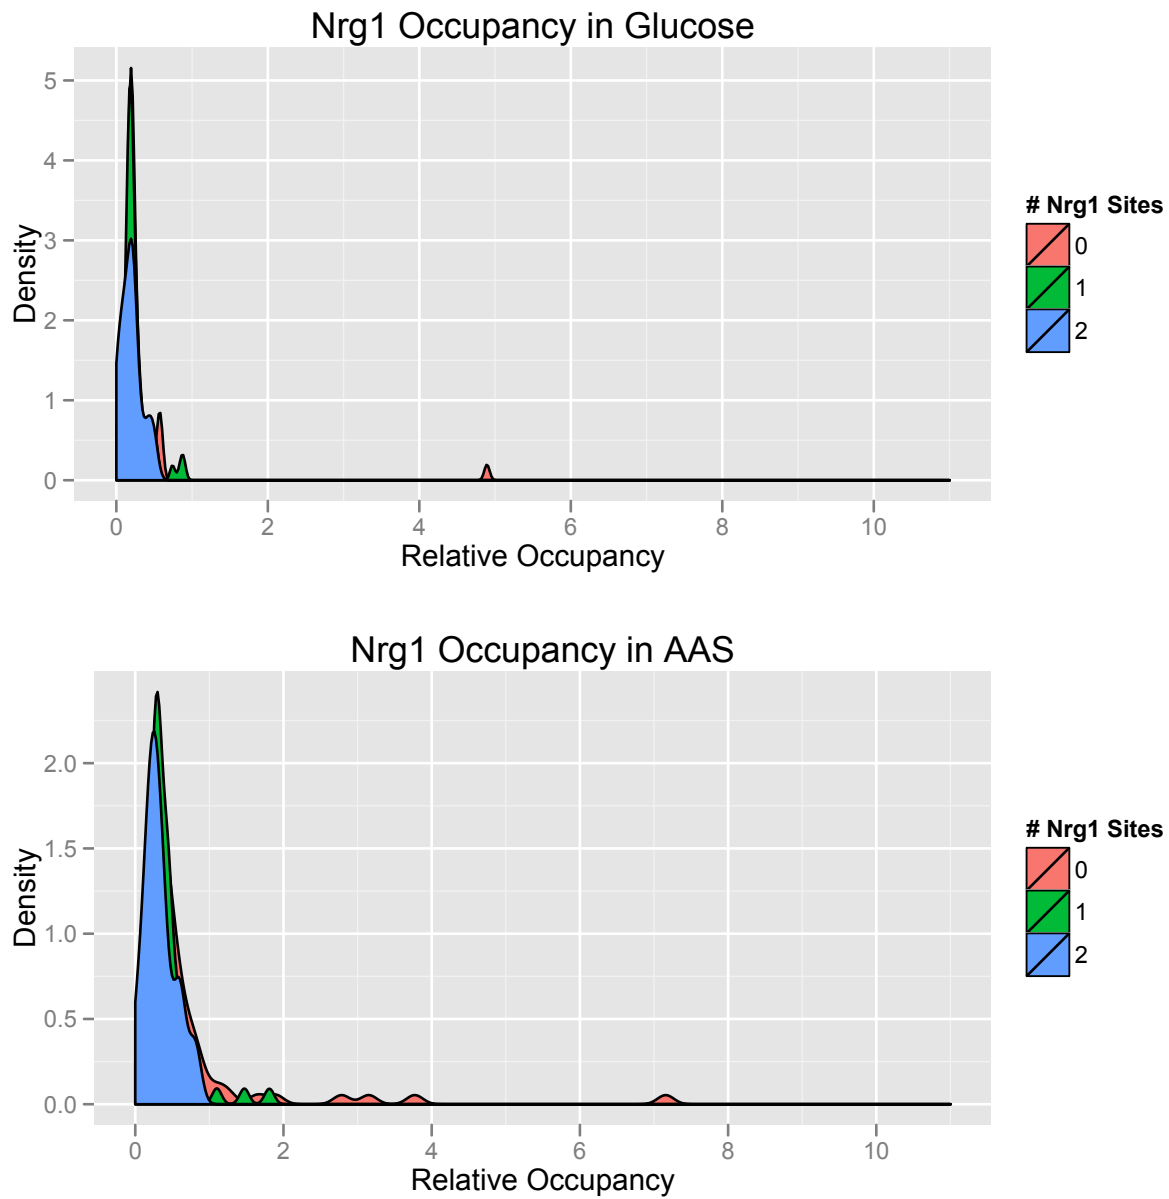 Nrg1 Occupancy in Glucose
5
4
3
2
1
0
Density
0 2 4 6 8 10
Relative Occupancy
# Nrg1 Sites
0
1
2
Nrg1 Occupancy in AAS
2.0
1.5
1.0
0.5
0.0
Density
0 2 4 6 8 10
Relative Occupancy
# Nrg1 Sites
0
1
2